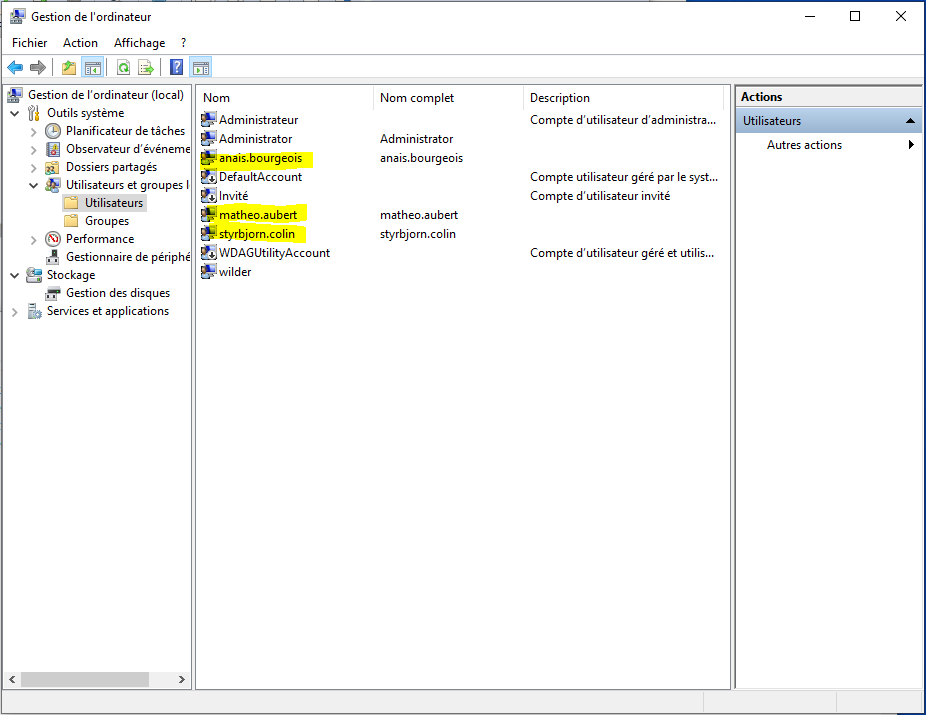 Gestion de l'ordinateur
Fichier Action Affichage ?
Gestion de l'ordinateur (local)
Outils système
Planificateur de tâches
Observateur d'événeme
Dossiers partagés
Utilisateurs et groupes l
Utilisateurs
Groupes
Performance
Gestionnaire de périphé
Stockage
Gestion des disques
Services et applications
Nom Nom complet Description
Administrateur Compte d'utilisateur d'administra...
Administrator Administrator
anais.bourgeois anais.bourgeois
DefaultAccount Compte utilisateur géré par le syst...
Invité Compte d'utilisateur invité
matheo.aubert matheo.aubert
styrbjorn.colin styrbjorn.colin
WDAGUtilityAccount Compte d'utilisateur géré et utilis...
wilder
Actions
Utilisateurs
Autres actions